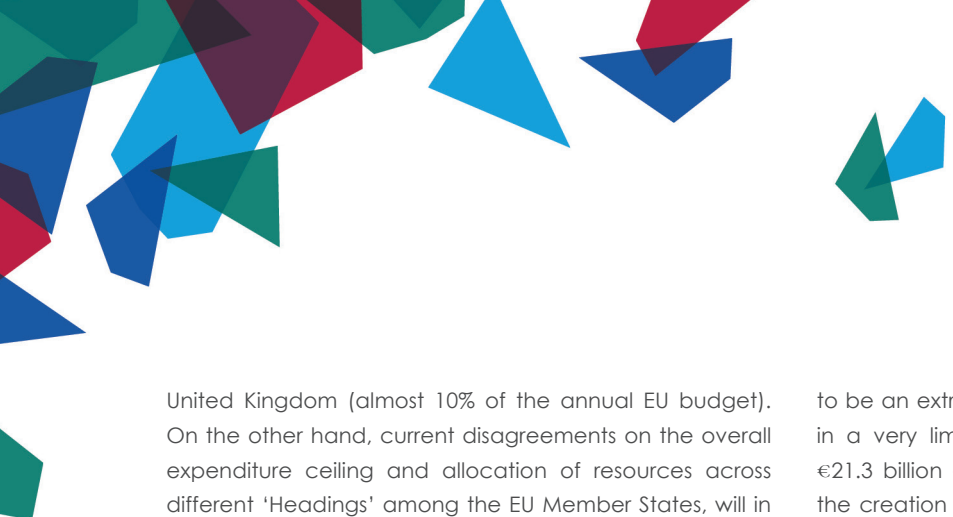 United Kingdom (almost 10% of the annual EU budget).
On the other hand, current disagreements on the overall
expenditure ceiling and allocation of resources across
different ‘Headings’ among the EU Member States, will in
to be an
in a very
€21.3 billion
the creation